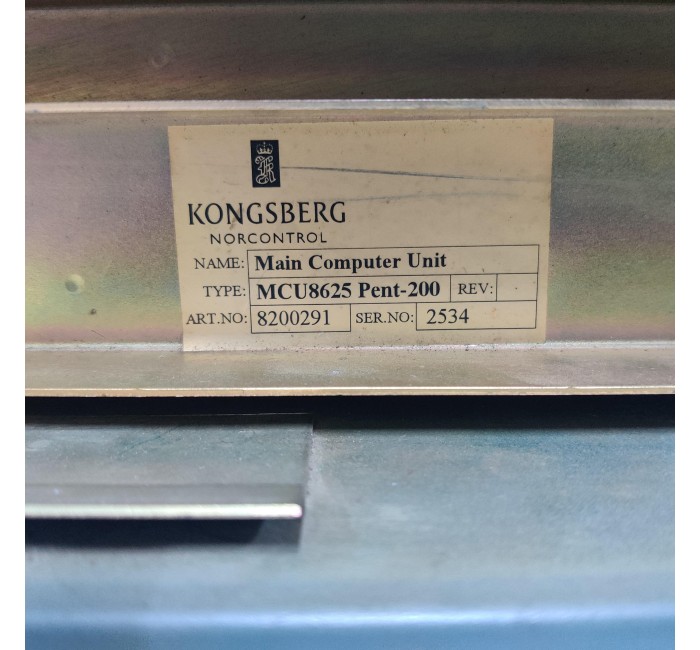 KONGSBERG
NORCONTROL
NAME: Main Computer Unit
TYPE: MCU8625 Pent-200 REV:
ART.NO: 8200291 SER.NO: 2534